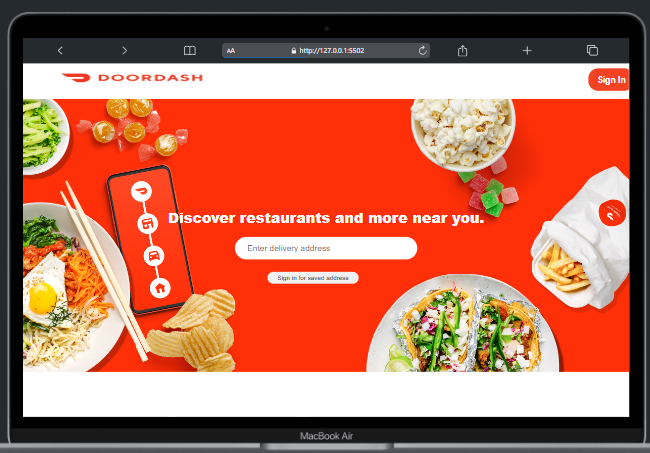 AA
http://127.0.0.1:5502
DOORDASH
Sign In
Discover restaurants and more near you.
Enter delivery address
Sign in for saved address
MacBook Air